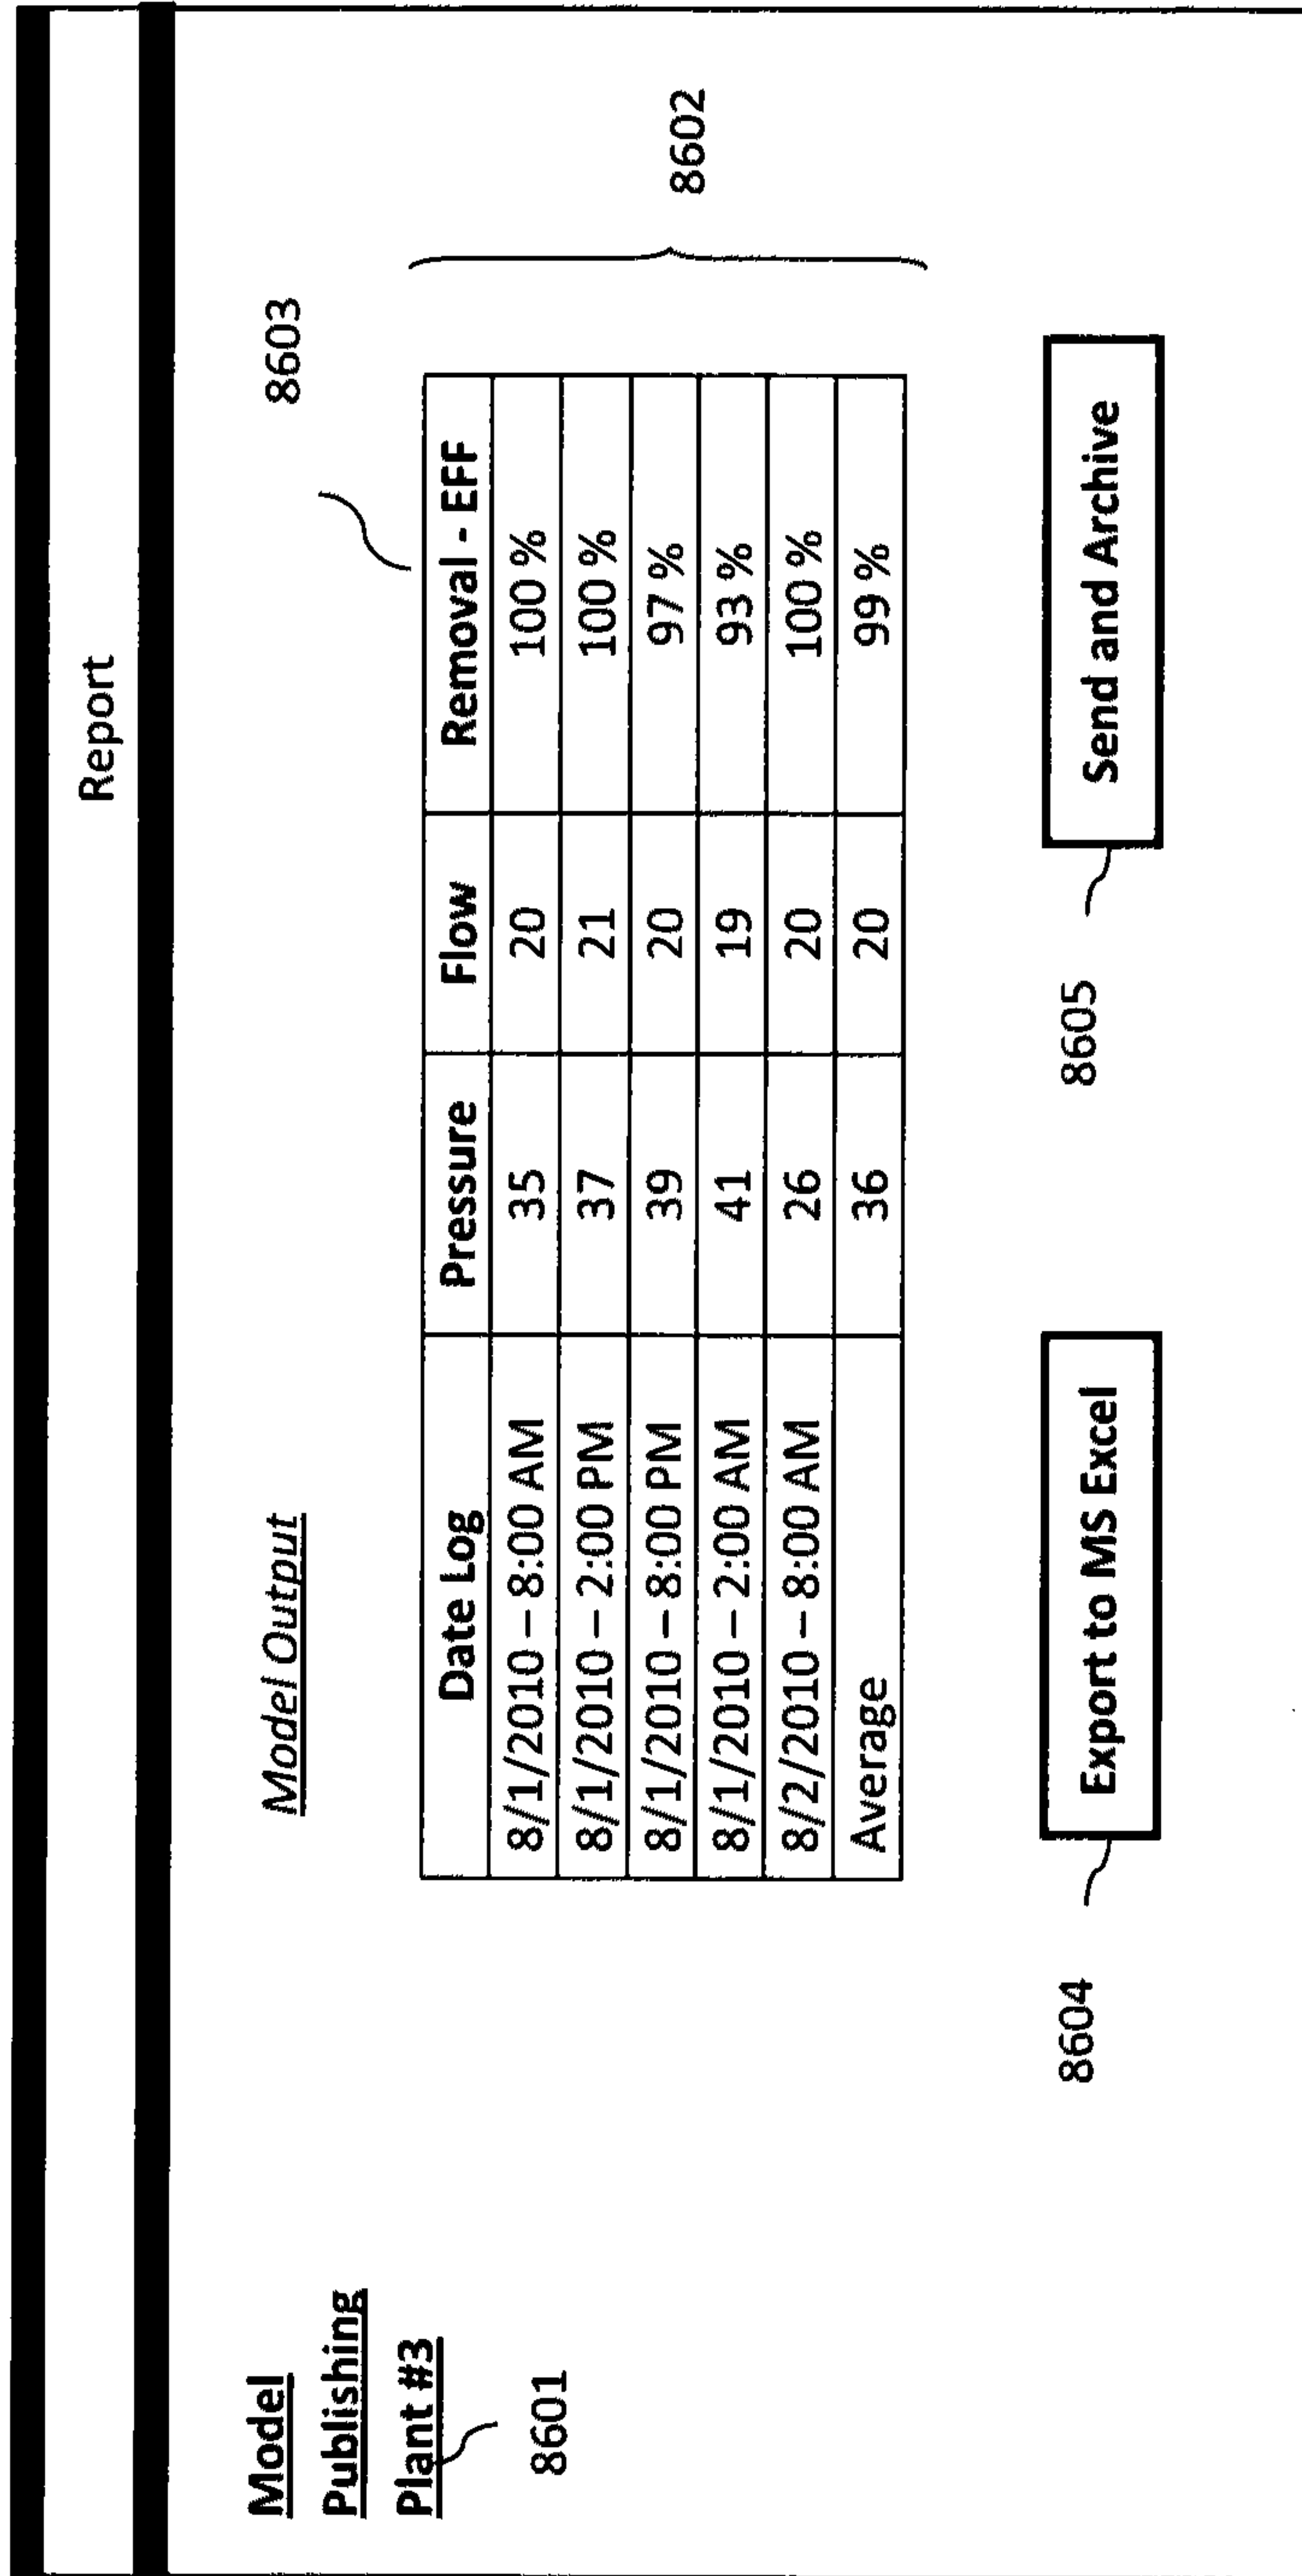 Report
Model
Publishing
Plant #3
8601
Model Output
8603
Date Log Pressure Flow Removal - EFF
8/1/2010 – 8:00 AM 35 20 100 %
8/1/2010 – 2:00 PM 37 21 100 %
8/1/2010 – 8:00 PM 39 20 97 %
8/1/2010 – 2:00 AM 41 19 93 %
8/2/2010 – 8:00 AM 26 20 100 %
Average 36 20 99 %
8602
8604
Export to MS Excel
8605
Send and Archive